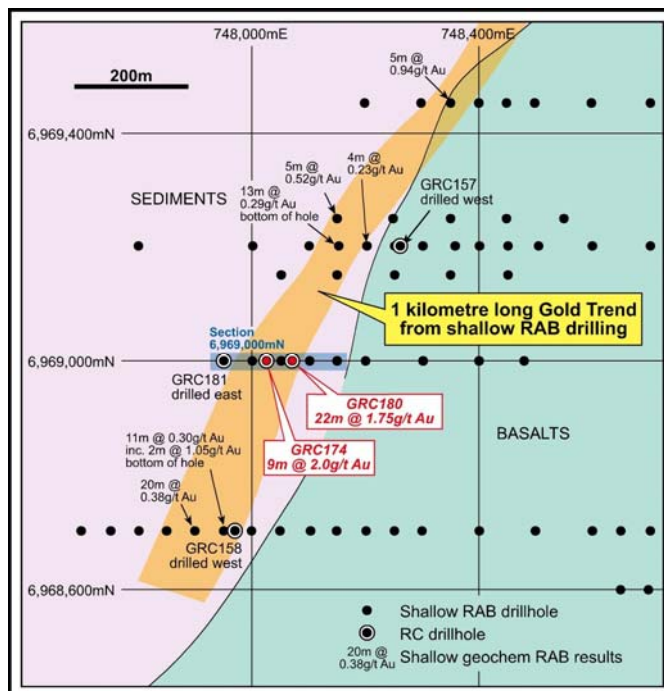 748,000mE
748,400mE
200m
5m @
0.94g/t Au
6,969,400mN
4m @
0.23g/t Au
5m @
0.52g/t Au
GRC157
drilled west
13m @
0.29g/t Au
bottom of hole
SEDIMENTS
1 kilometre long Gold Trend
from shallow RAB drilling
Section
6,969,000mN
6,969,000mN
GRC181
drilled east
GRC180
22m @ 1.75g/t Au
GRC174
9m @ 2.0g/t Au
BASALTS
11m @ 0.30g/t Au
inc. 2m @ 1.05g/t Au
bottom of hole
20m @
0.38g/t Au
GRC158
drilled west
6,968,600mN
Shallow RAB drillhole
RC drillhole
20m @
0.38g/t Au
Shallow geochem RAB results